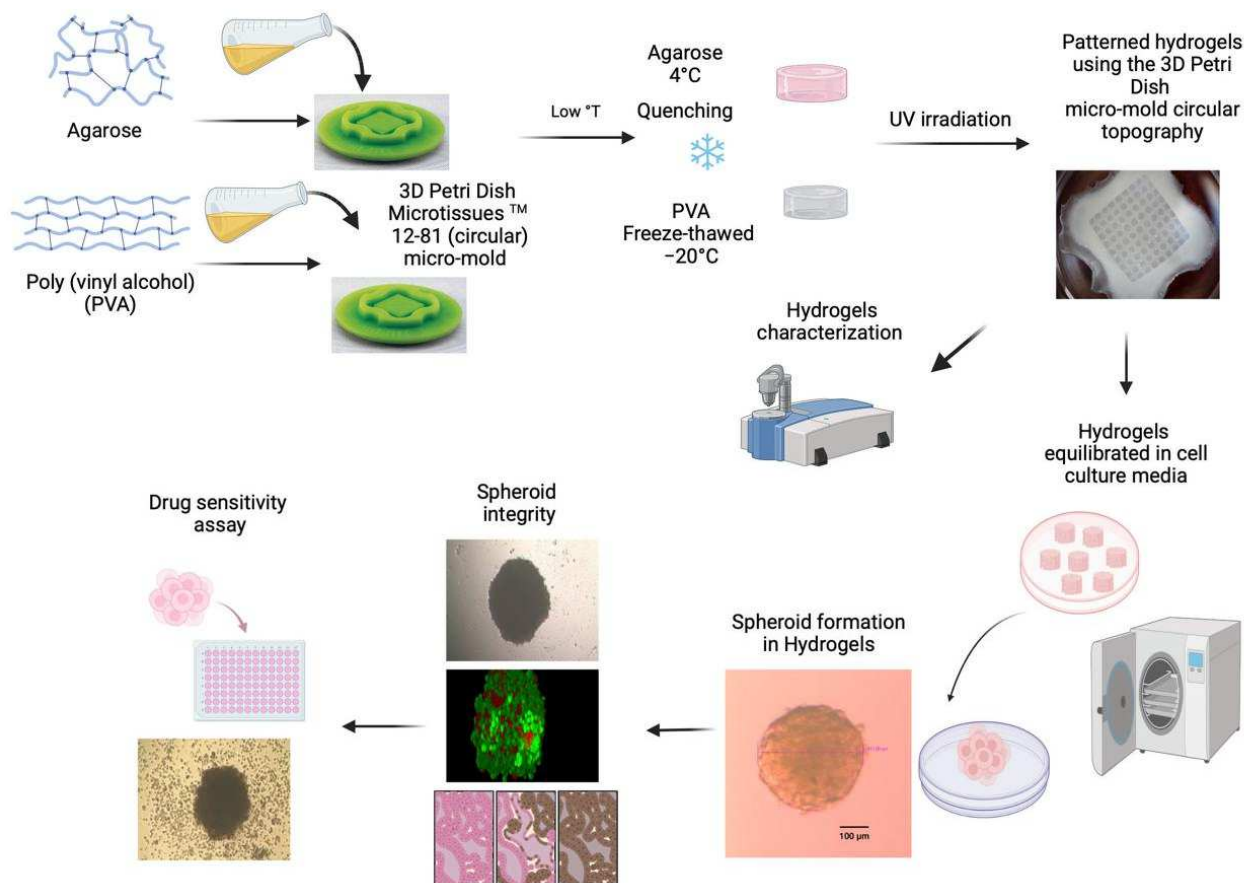 Agarose
Poly (vinyl alcohol)
(PVA)
3D Petri Dish
Microtissues ™
12-81 (circular)
micro-mold
Low °T
Agarose
4°C
Quenching
PVA
Freeze-thawed
−20°C
UV irradiation
Patterned hydrogels
using the 3D Petri
Dish
micro-mold circular
topography
Hydrogels
characterization
Hydrogels
equilibrated in cell
culture media
Spheroid formation
in Hydrogels
100 µm
Spheroid
integrity
Drug sensitivity
assay